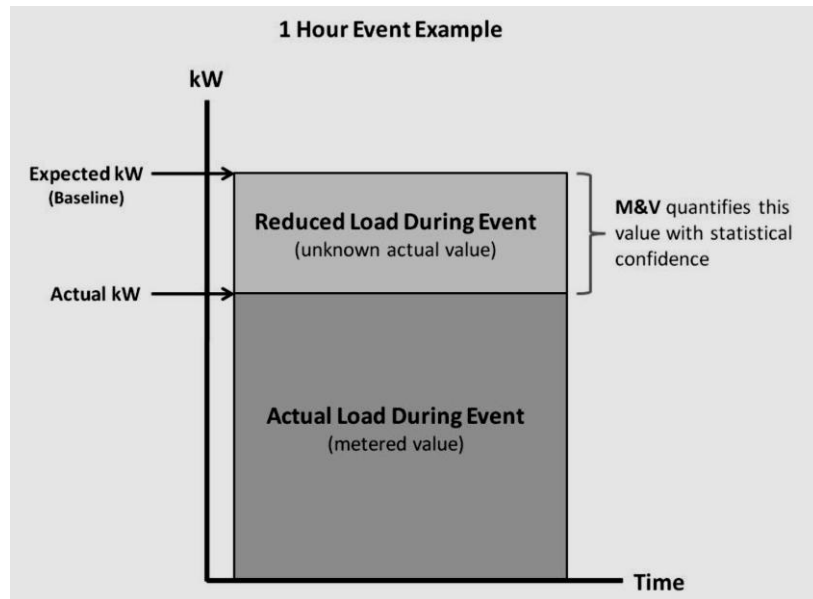 1 Hour Event Example
kW
Expected kW
(Baseline)
Reduced Load During Event
(unknown actual value)
M&V quantifies this
value with statistical
confidence
Actual kW
Actual Load During Event
(metered value)
Time